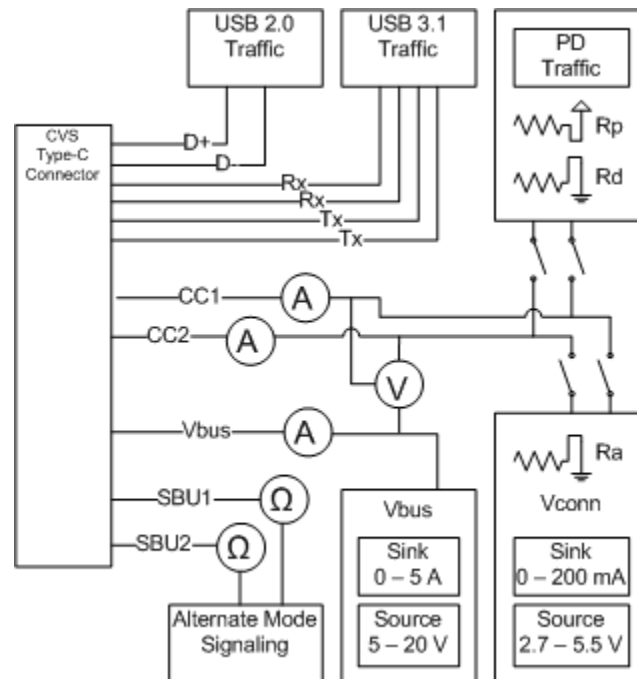 USB 2.0
Traffic
USB 3.1
Traffic
PD
Traffic
Rp
Rd
CVS
Type-C
Connector
D+
D-
Rx
Rx
Tx
Tx
CC1
A
CC2
A
V
Vbus
A
SBU1
Ω
SBU2
Ω
Alternate Mode
Signaling
Vbus
Sink
0 – 5 A
Source
5 – 20 V
Ra
Vconn
Sink
0 – 200 mA
Source
2.7 – 5.5 V